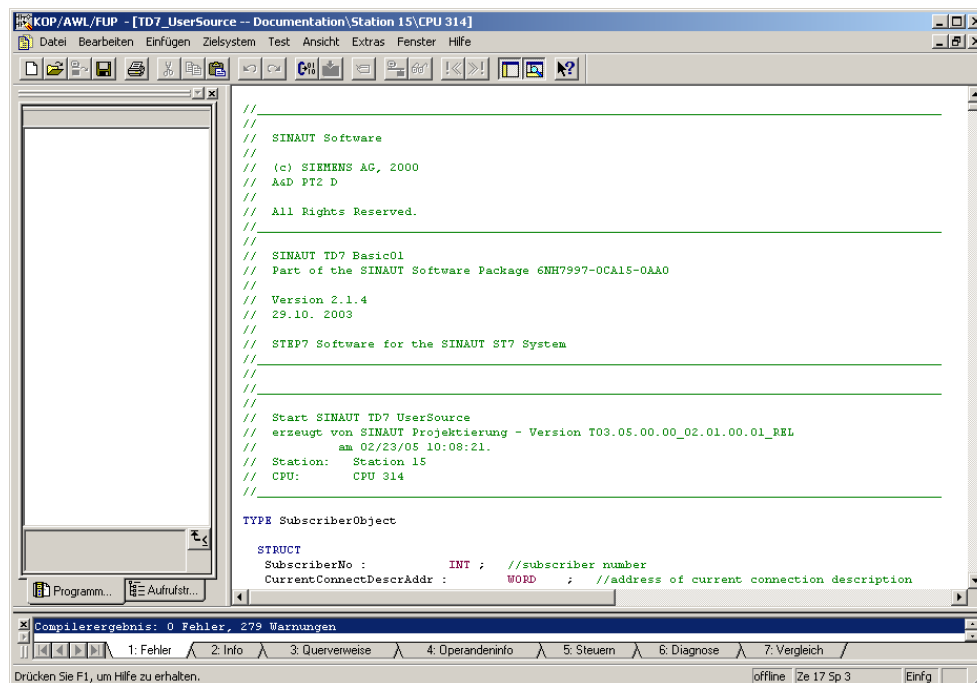 KOP/AWL/FUP - [TD7_UserSource -- Documentation\Station 15\CPU 314]
Datei Bearbeiten Einfügen Zielsystem Test Ansicht Extras Fenster Hilfe
//
//
// SINAUT Software
//
// (c) SIEMENS AG, 2000
// A&D PT2 D
//
// All Rights Reserved.
//
//
// SINAUT TD7 Basic01
// Part of the SINAUT Software Package 6NH7997-0CA15-0AA0
//
// Version 2.1.4
// 29.10. 2003
//
// STEP7 Software for the SINAUT ST7 System
//
//
//
//
// Start SINAUT TD7 UserSource
// erzeugt von SINAUT Projektierung - Version T03.05.00.00_02.01.00.01_REL
// am 02/23/05 10:08:21.
// Station: Station 15
// CPU: CPU 314
//
TYPE SubscriberObject
STRUCT
SubscriberNo : INT ; //subscriber number
CurrentConnectDescrAddr : WORD ; //address of current connection description
Programm... Aufrufstr...
Compilerergebnis: 0 Fehler, 279 Warnungen
1: Fehler 2: Info 3: Querverweise 4: Operandeninfo 5: Steuern 6: Diagnose 7: Vergleich
Drücken Sie F1, um Hilfe zu erhalten. offline Ze 17 Sp 3 Einfg